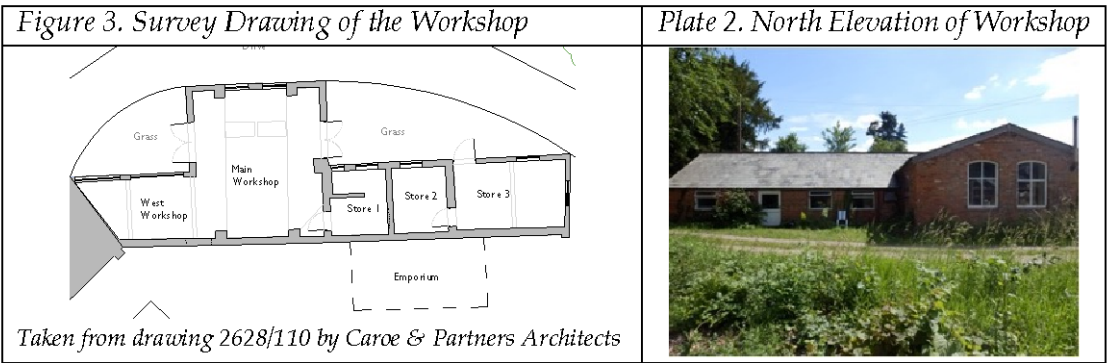 Figure 3. Survey Drawing of the Workshop
Plate 2. North Elevation of Workshop
Drive
Grass
Grass
Main
Workshop
West
Workshop
Store 1
Store 2
Store 3
Emporium
Taken from drawing 2628/110 by Caroe & Partners Architects